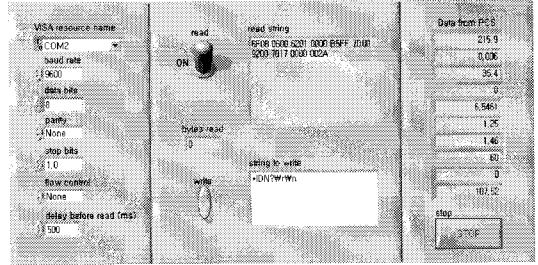 VISA resource name
COM2
baud rate
9600
data bits
8
parity
None
stop bits
1.0
flow control
None
delay before read (ms)
500
read
ON
bytes read
0
write
read string
string to write
*IDN?₩r₩n
Data from PCS
215.9
0,006
35.4
0
6,5461
1.25
1.46
60
0
107,52
stop
STOP